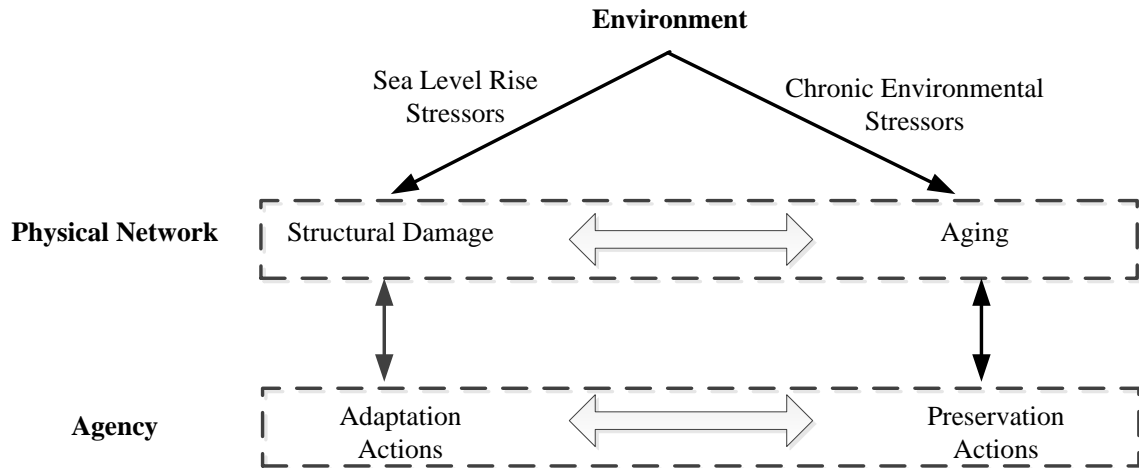 Environment
Sea Level Rise
Stressors
Chronic Environmental
Stressors
Physical Network
Structural Damage
Aging
Agency
Adaptation
Actions
Preservation
Actions